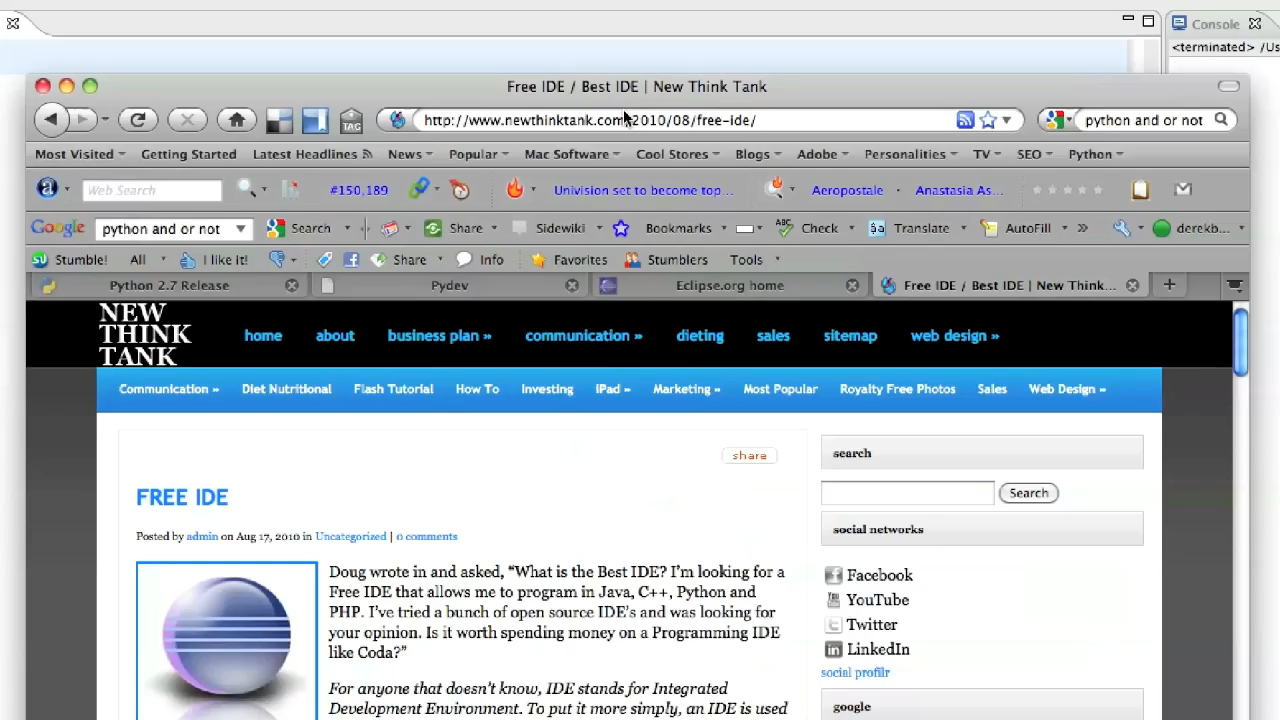 Console
<terminated> /Us
Free IDE / Best IDE | New Think Tank
TAG
http://www.newthinktank.com/2010/08/free-ide/
python and or not
Most Visited Getting Started Latest Headlines News Popular Mac Software Cool Stores Blogs Adobe Personalities TV SEO Python
a Web Search #150,189 Univision set to become top... Aeropostale · Anastasia As...
Google python and or not Search Share Sidewiki Bookmarks ABC Check Translate AutoFill » derekb...
Stumble! All I like it! Share Info Favorites Stumblers Tools
Python 2.7 Release Pydev Eclipse.org home Free IDE / Best IDE | New Think...
NEW
THINK
TANK
home about business plan » communication » dieting sales sitemap web design »
Communication » Diet Nutritional Flash Tutorial How To Investing iPad » Marketing » Most Popular Royalty Free Photos Sales Web Design »
share
FREE IDE
Posted by admin on Aug 17, 2010 in Uncategorized | 0 comments
Doug wrote in and asked, “What is the Best IDE? I’m looking for a
Free IDE that allows me to program in Java, C++, Python and
PHP. I’ve tried a bunch of open source IDE’s and was looking for
your opinion. Is it worth spending money on a Programming IDE
like Coda?”
For anyone that doesn’t know, IDE stands for Integrated
Development Environment. To put it more simply, an IDE is used
search
Search
social networks
Facebook
YouTube
Twitter
LinkedIn
social profilr
google